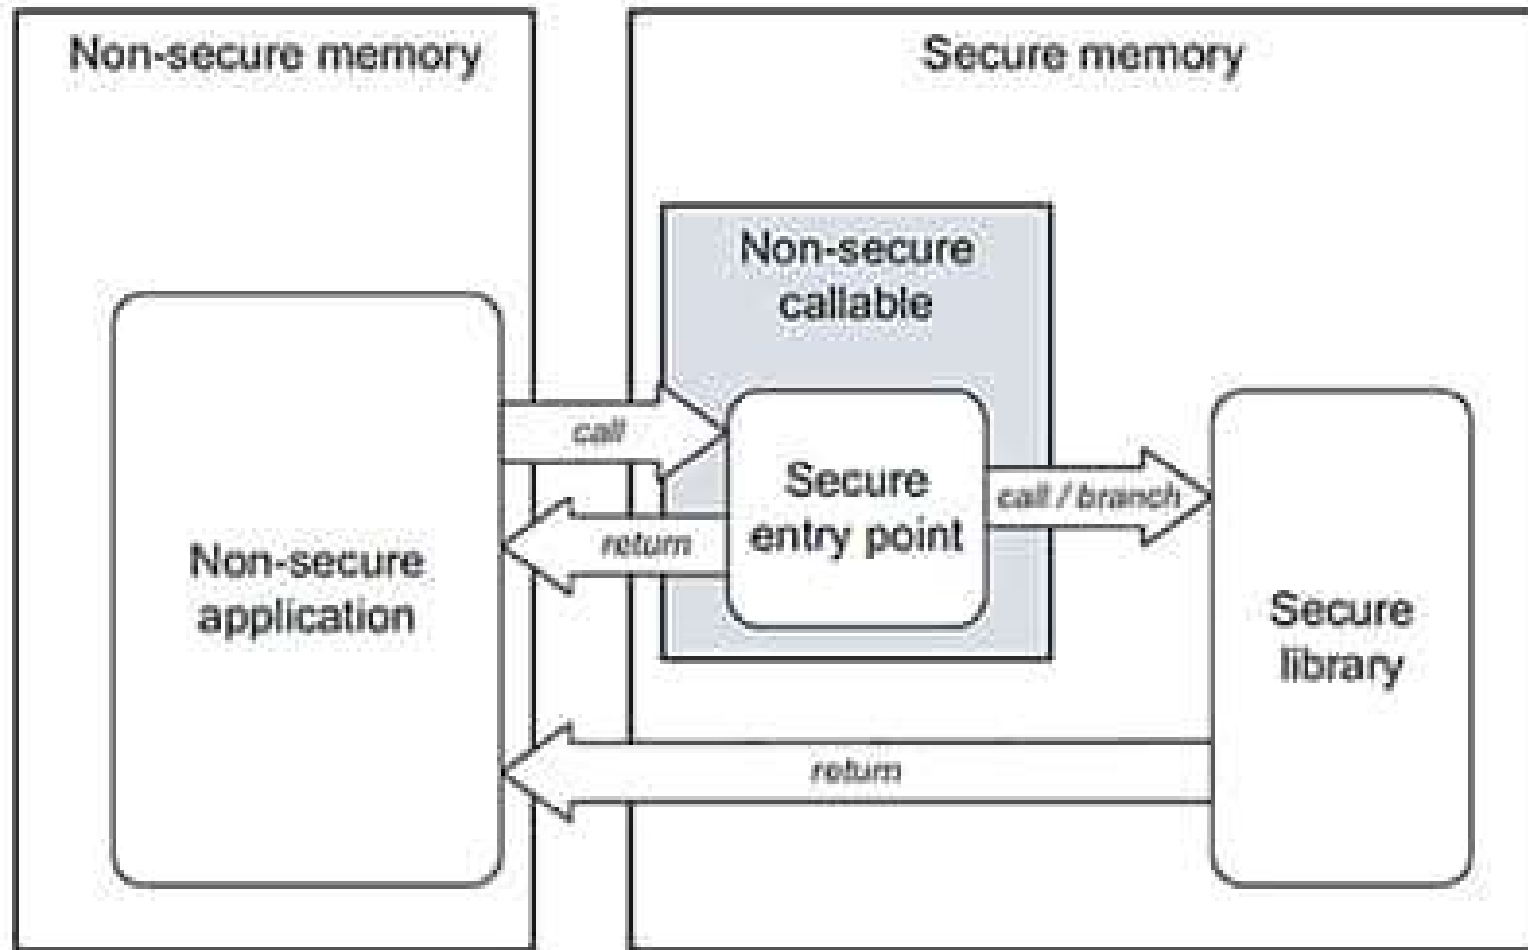 Non-secure memory
Secure memory
Non-secure
callable
call
Secure
entry point
call / branch
return
Non-secure
application
Secure
library
return